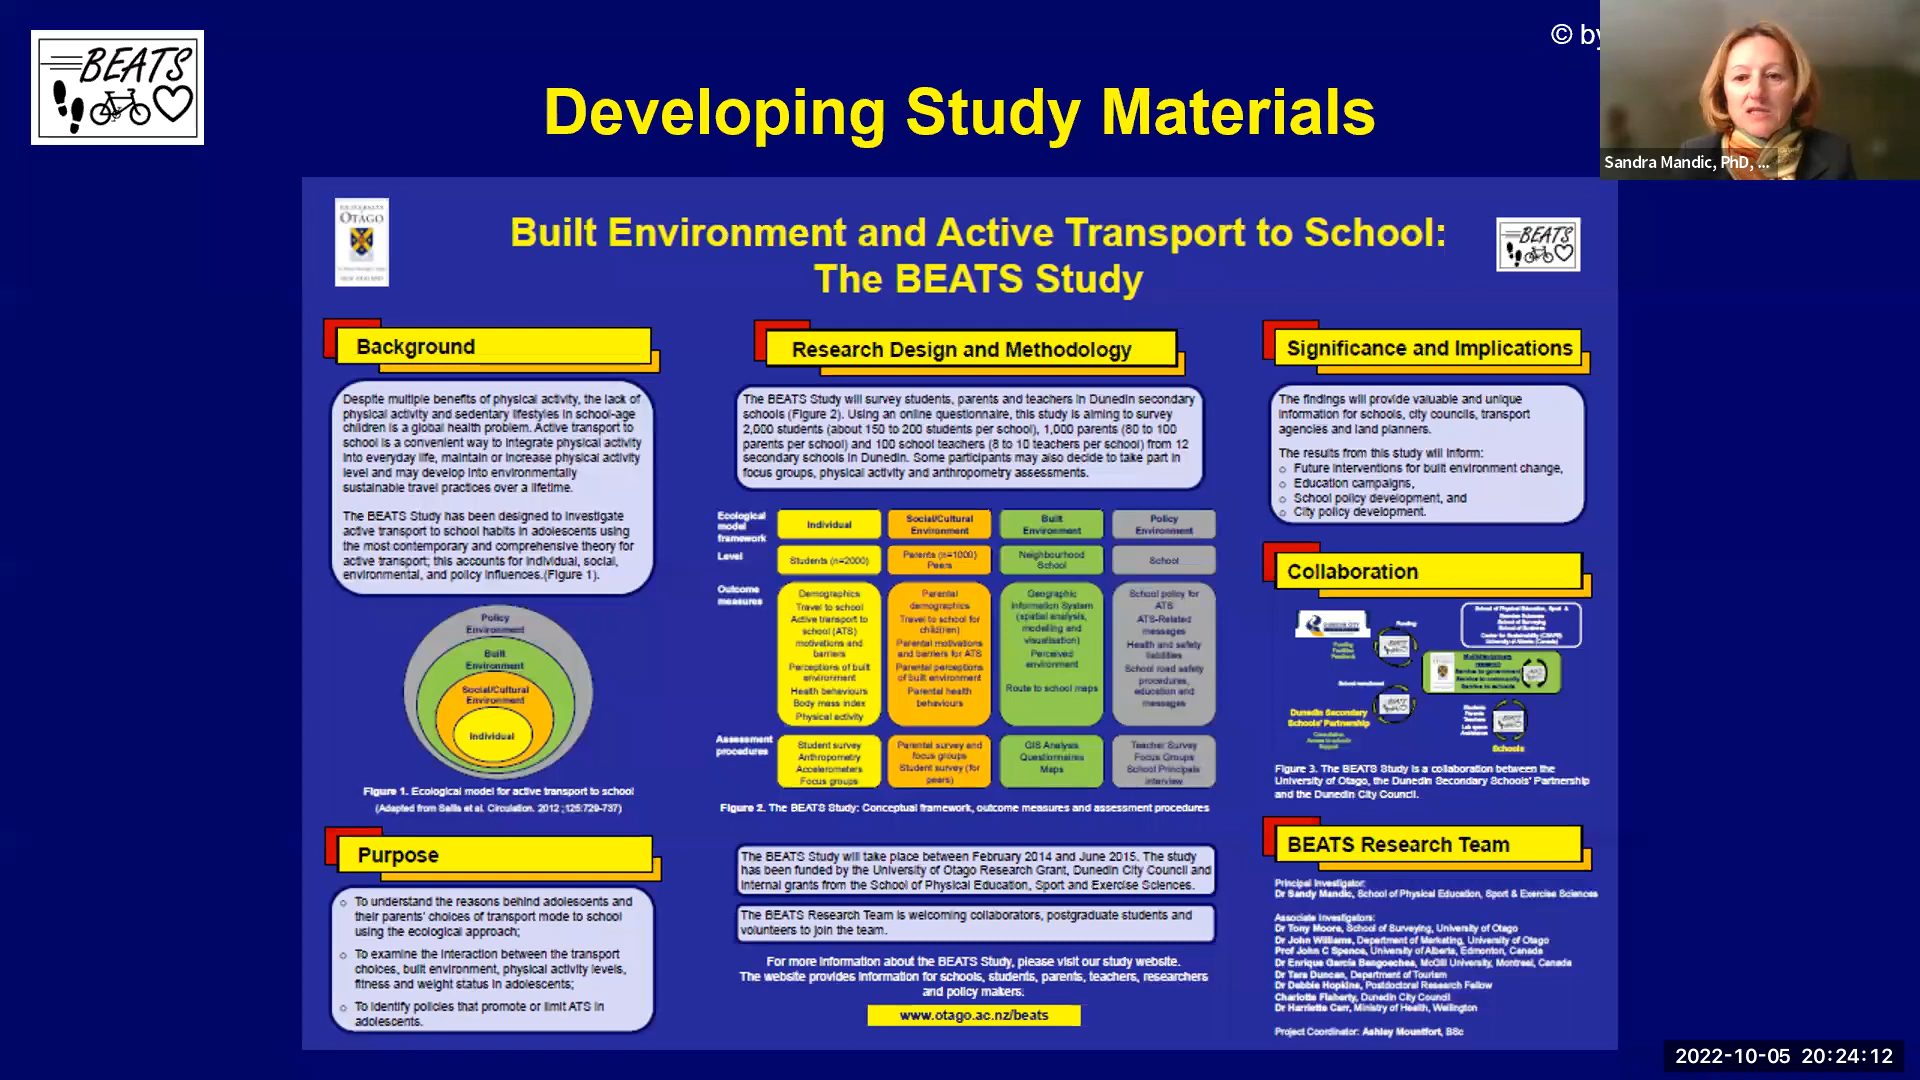 BEATS
© by
Developing Study Materials
Sandra Mandic, PhD, ...
OTAGO
Built Environment and Active Transport to School:
The BEATS Study
BEATS
Background
Despite multiple benefits of physical activity, the lack of
physical activity and sedentary lifestyles in school-age
children is a global health problem. Active transport to
school is a convenient way to integrate physical activity
into everyday life, maintain or increase physical activity
level and may develop into environmentally
sustainable travel practices over a lifetime.
The BEATS Study has been designed to investigate
active transport to school habits in adolescents using
the most contemporary and comprehensive theory for
active transport; this accounts for individual, social,
environmental, and policy influences.(Figure 1).
Policy
Environment
Built
Environment
Social/Cultural
Environment
Individual
Figure 1. Ecological model for active transport to school
(Adapted from Sallis et al. Circulation. 2012 ;125:729-737)
Purpose
o To understand the reasons behind adolescents and
their parents' choices of transport mode to school
using the ecological approach;
o To examine the interaction between the transport
choices, built environment, physical activity levels,
fitness and weight status in adolescents;
o To identify policies that promote or limit ATS in
adolescents.
Research Design and Methodology
The BEATS Study will survey students, parents and teachers in Dunedin secondary
schools (Figure 2). Using an online questionnaire, this study is aiming to survey
2,000 students (about 150 to 200 students per school), 1,000 parents (80 to 100
parents per school) and 100 school teachers (8 to 10 teachers per school) from 12
secondary schools in Dunedin. Some participants may also decide to take part in
focus groups, physical activity and anthropometry assessments.
Ecological
model
framework
Individual
Social/Cultural
Environment
Built
Environment
Policy
Environment
Level
Students (n=2000)
Parents (n=1000)
Peers
Neighbourhood
School
School
Outcome
measures
Demographics
Travel to school
Active transport to
school (ATS)
motivations and
barriers
Perceptions of built
environment
Health behaviours
Body mass index
Physical activity
Parental
demographics
Travel to school for
child(ren)
Parental motivations
and barriers for ATS
Parental perceptions
of built environment
Parental health
behaviours
Geographic
Information System
(spatial analysis,
modelling and
visualisation)
Perceived
environment
Route to school maps
School policy for
ATS
ATS-Related
messages
Health and safety
liabilities
School road safety
procedures,
education and
messages
Assessment
procedures
Student survey
Anthropometry
Accelerometers
Focus groups
Parental survey and
focus groups
Student survey (for
peers)
GIS Analysis
Questionnaires
Maps
Teacher Survey
Focus Groups
School Principals
interview
Figure 2. The BEATS Study: Conceptual framework, outcome measures and assessment procedures
The BEATS Study will take place between February 2014 and June 2015. The study
has been funded by the University of Otago Research Grant, Dunedin City Council and
internal grants from the School of Physical Education, Sport and Exercise Sciences.
The BEATS Research Team is welcoming collaborators, postgraduate students and
volunteers to join the team.
For more information about the BEATS Study, please visit our study website.
The website provides information for schools, students, parents, teachers, researchers
and policy makers.
www.otago.ac.nz/beats
Significance and Implications
The findings will provide valuable and unique
information for schools, city councils, transport
agencies and land planners.
The results from this study will inform:
o Future interventions for built environment change,
o Education campaigns,
o School policy development, and
o City policy development.
Collaboration
DUNEDIN CITY
Funding
Dunedin Secondary
Schools' Partnership
Schools
Figure 3. The BEATS Study is a collaboration between the
University of Otago, the Dunedin Secondary Schools' Partnership
and the Dunedin City Council.
BEATS Research Team
Principal Investigator:
Dr Sandy Mandic, School of Physical Education, Sport & Exercise Sciences
Associate Investigators:
Dr Tony Moore, School of Surveying, University of Otago
Dr John Williams, Department of Marketing, University of Otago
Prof John C Spence, University of Alberta, Edmonton, Canada
Dr Enrique García Bengoechea, McGill University, Montreal, Canada
Dr Tara Duncan, Department of Tourism
Dr Debbie Hopkins, Postdoctoral Research Fellow
Charlotte Flaherty, Dunedin City Council
Dr Harriette Carr, Ministry of Health, Wellington
Project Coordinator: Ashley Mountfort, BSc
2022-10-05 20:24:12